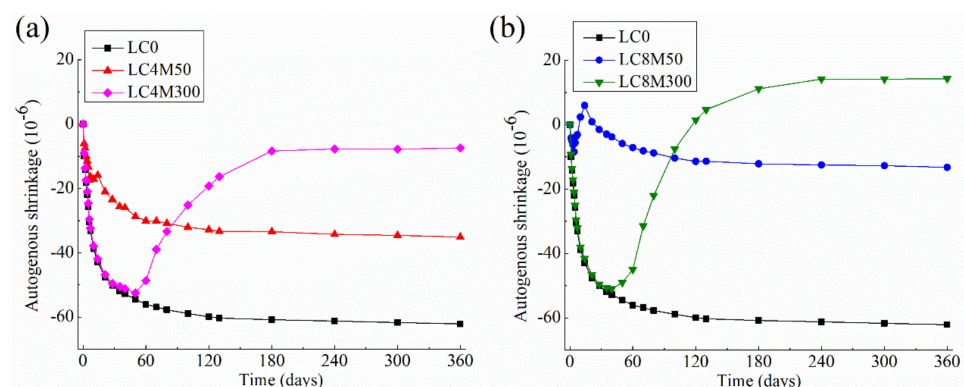 (a)
LC0
LC4M50
LC4M300
20
0
-20
-40
-60
Autogenous shrinkage (10⁻⁶)
0 60 120 180 240 300 360
Time (days)
(b)
LC0
LC8M50
LC8M300
20
0
-20
-40
-60
Autogenous shrinkage (10⁻⁶)
0 60 120 180 240 300 360
Time (days)